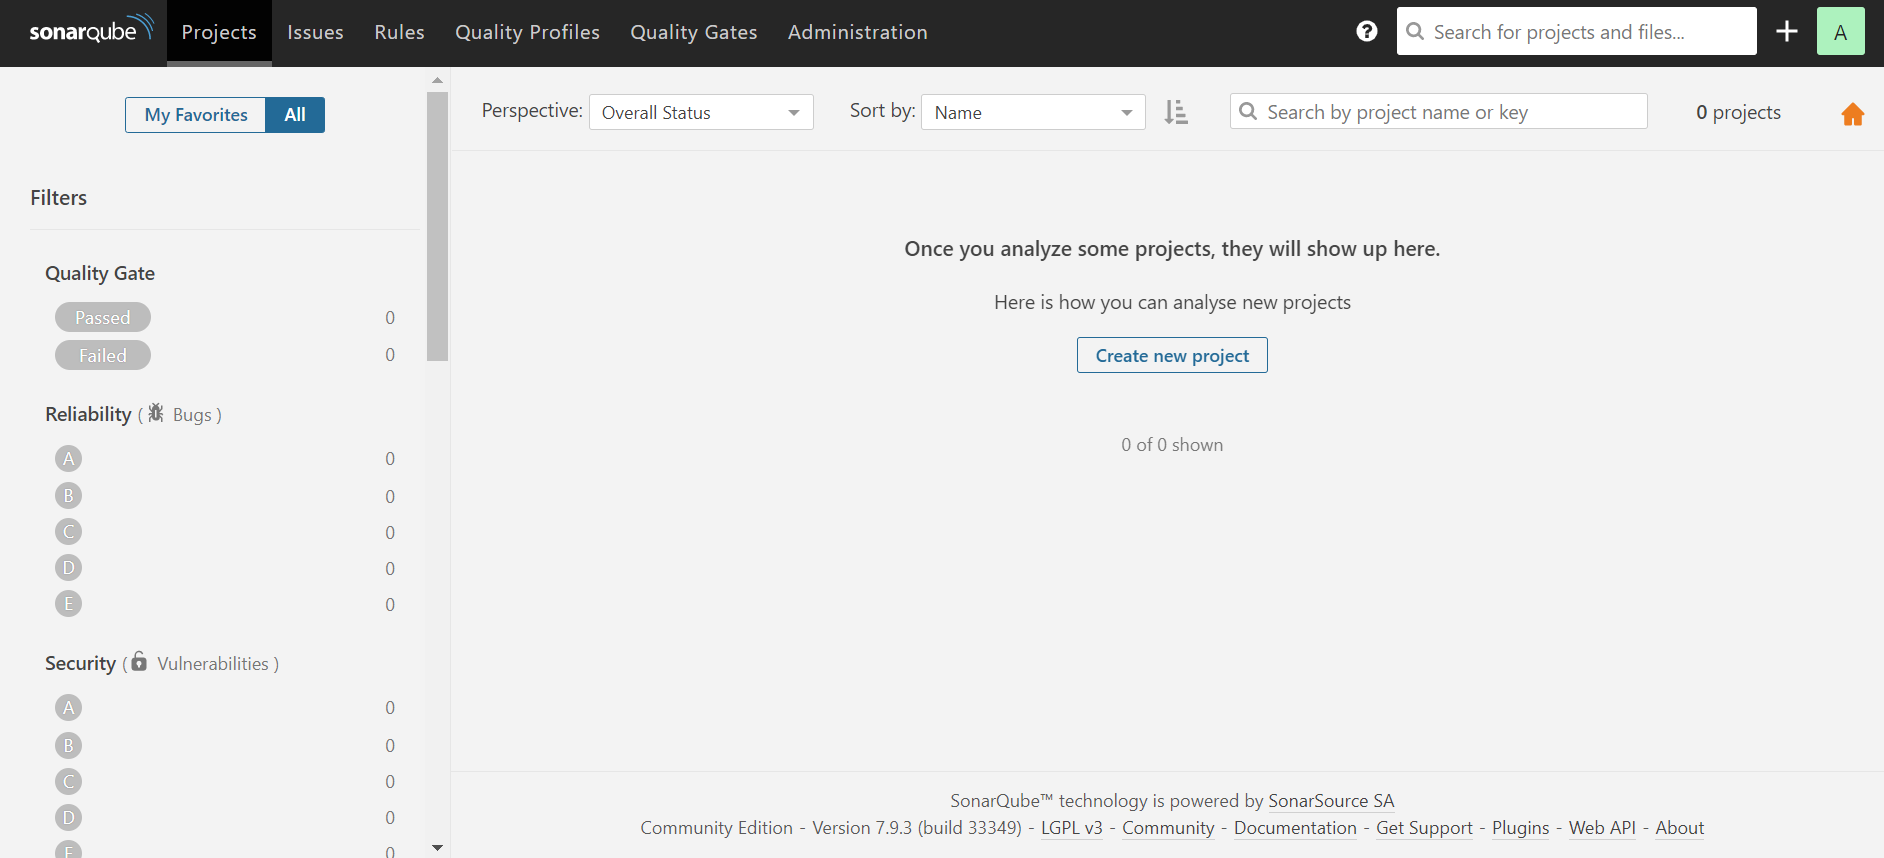 sonarqube Projects Issues Rules Quality Profiles Quality Gates Administration ? Search for projects and files... A
My Favorites All
Perspective: Overall Status Sort by: Name Search by project name or key 0 projects
Filters
Quality Gate
Passed 0
Failed 0
Reliability ( Bugs )
A 0
B 0
C 0
D 0
E 0
Security ( Vulnerabilities )
A 0
B 0
C 0
D 0
E 0
Once you analyze some projects, they will show up here.
Here is how you can analyse new projects
Create new project
0 of 0 shown
SonarQube™ technology is powered by SonarSource SA
Community Edition - Version 7.9.3 (build 33349) - LGPL v3 - Community - Documentation - Get Support - Plugins - Web API - About